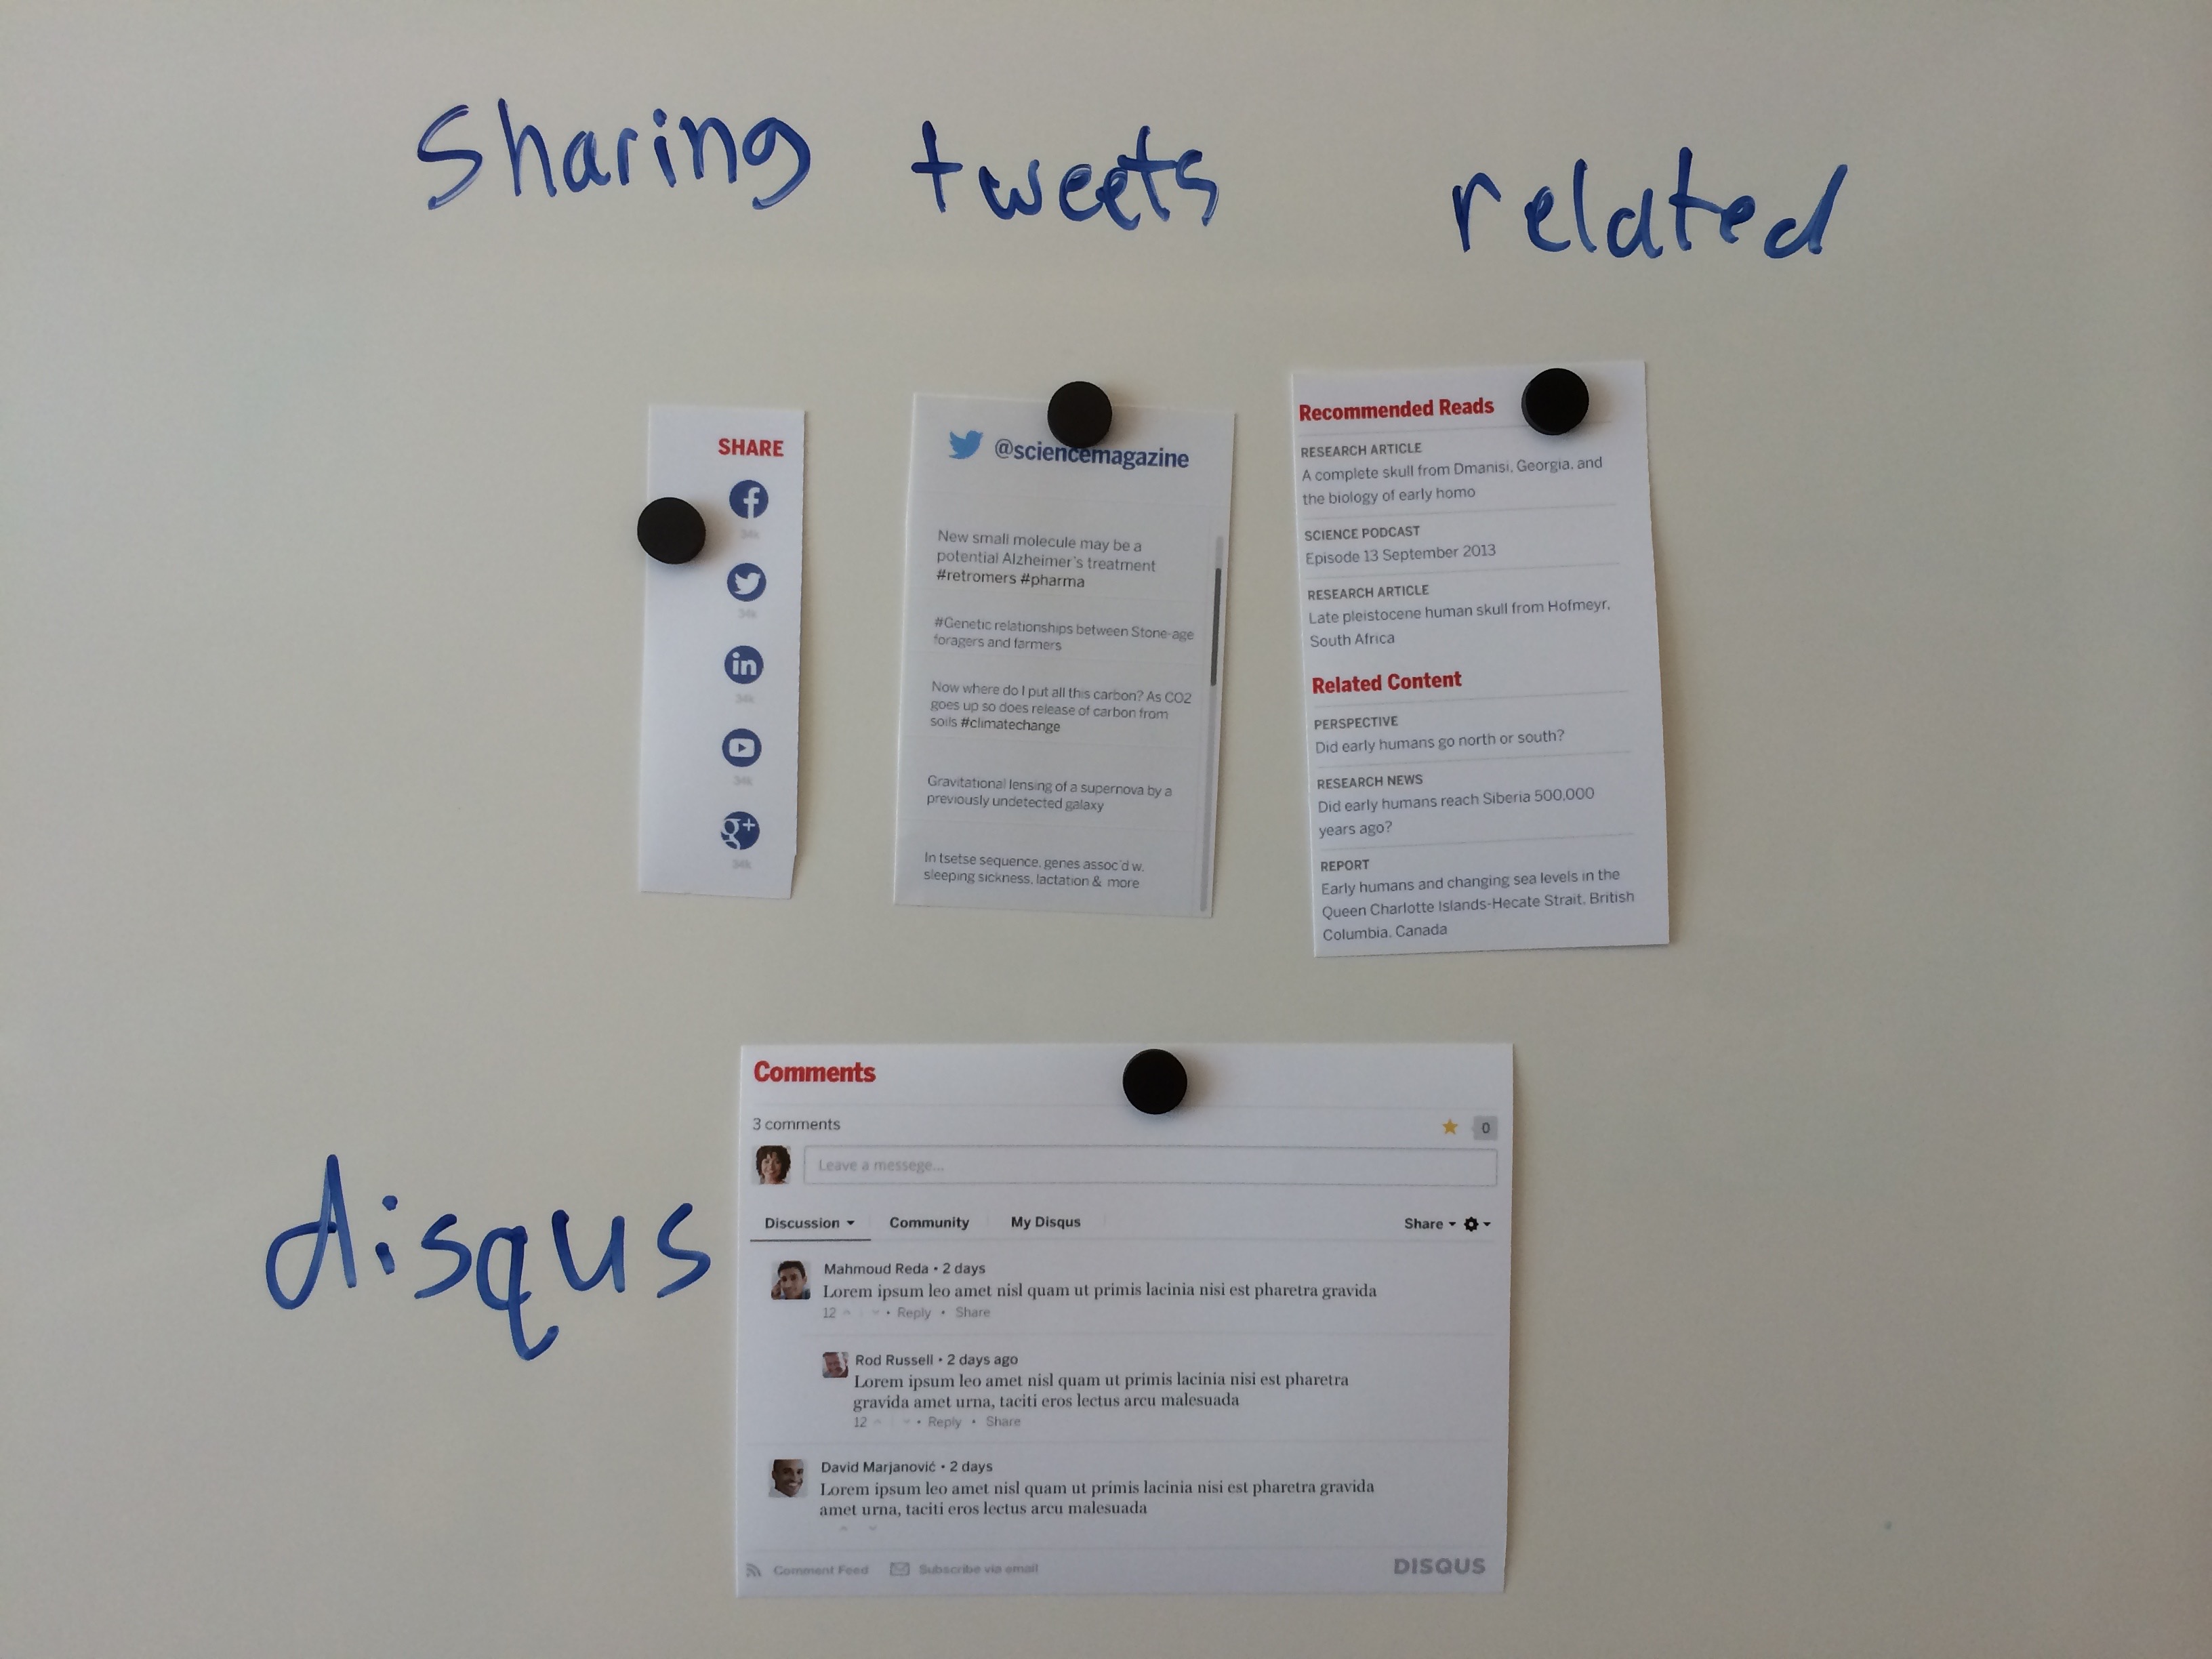 Sharing tweets related
SHARE
34k
34k
34k
34k
g+
34k
@sciencemagazine
New small molecule may be a
potential Alzheimer's treatment
#retromers #pharma
#Genetic relationships between Stone-age
foragers and farmers
Now where do I put all this carbon? As CO2
goes up so does release of carbon from
soils #climatechange
Gravitational lensing of a supernova by a
previously undetected galaxy
In tsetse sequence, genes assoc'd w.
sleeping sickness, lactation & more
Recommended Reads
RESEARCH ARTICLE
A complete skull from Dmanisi, Georgia, and
the biology of early homo
SCIENCE PODCAST
Episode 13 September 2013
RESEARCH ARTICLE
Late pleistocene human skull from Hofmeyr,
South Africa
Related Content
PERSPECTIVE
Did early humans go north or south?
RESEARCH NEWS
Did early humans reach Siberia 500,000
years ago?
REPORT
Early humans and changing sea levels in the
Queen Charlotte Islands-Hecate Strait, British
Columbia, Canada
disqus
Comments
3 comments
0
Leave a messege...
Discussion Community My Disqus Share
Mahmoud Reda • 2 days
Lorem ipsum leo amet nisl quam ut primis lacinia nisi est pharetra gravida
12 • Reply • Share
Rod Russell • 2 days ago
Lorem ipsum leo amet nisl quam ut primis lacinia nisi est pharetra
gravida amet urna, taciti eros lectus arcu malesuada
12 • Reply • Share
David Marjanović • 2 days
Lorem ipsum leo amet nisl quam ut primis lacinia nisi est pharetra gravida
amet urna, taciti eros lectus arcu malesuada
Comment Feed Subscribe via email DISQUS